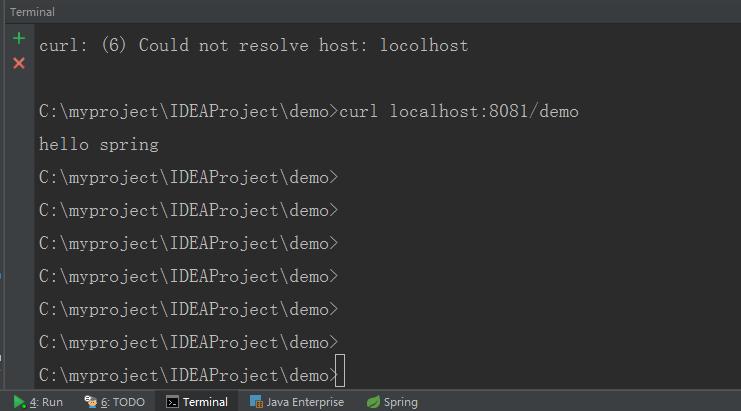 Terminal
curl: (6) Could not resolve host: locolhost
C:\myproject\IDEAProject\demo>curl localhost:8081/demo
hello spring
C:\myproject\IDEAProject\demo>
C:\myproject\IDEAProject\demo>
C:\myproject\IDEAProject\demo>
C:\myproject\IDEAProject\demo>
C:\myproject\IDEAProject\demo>
C:\myproject\IDEAProject\demo>
C:\myproject\IDEAProject\demo>
4: Run 6: TODO Terminal Java Enterprise Spring